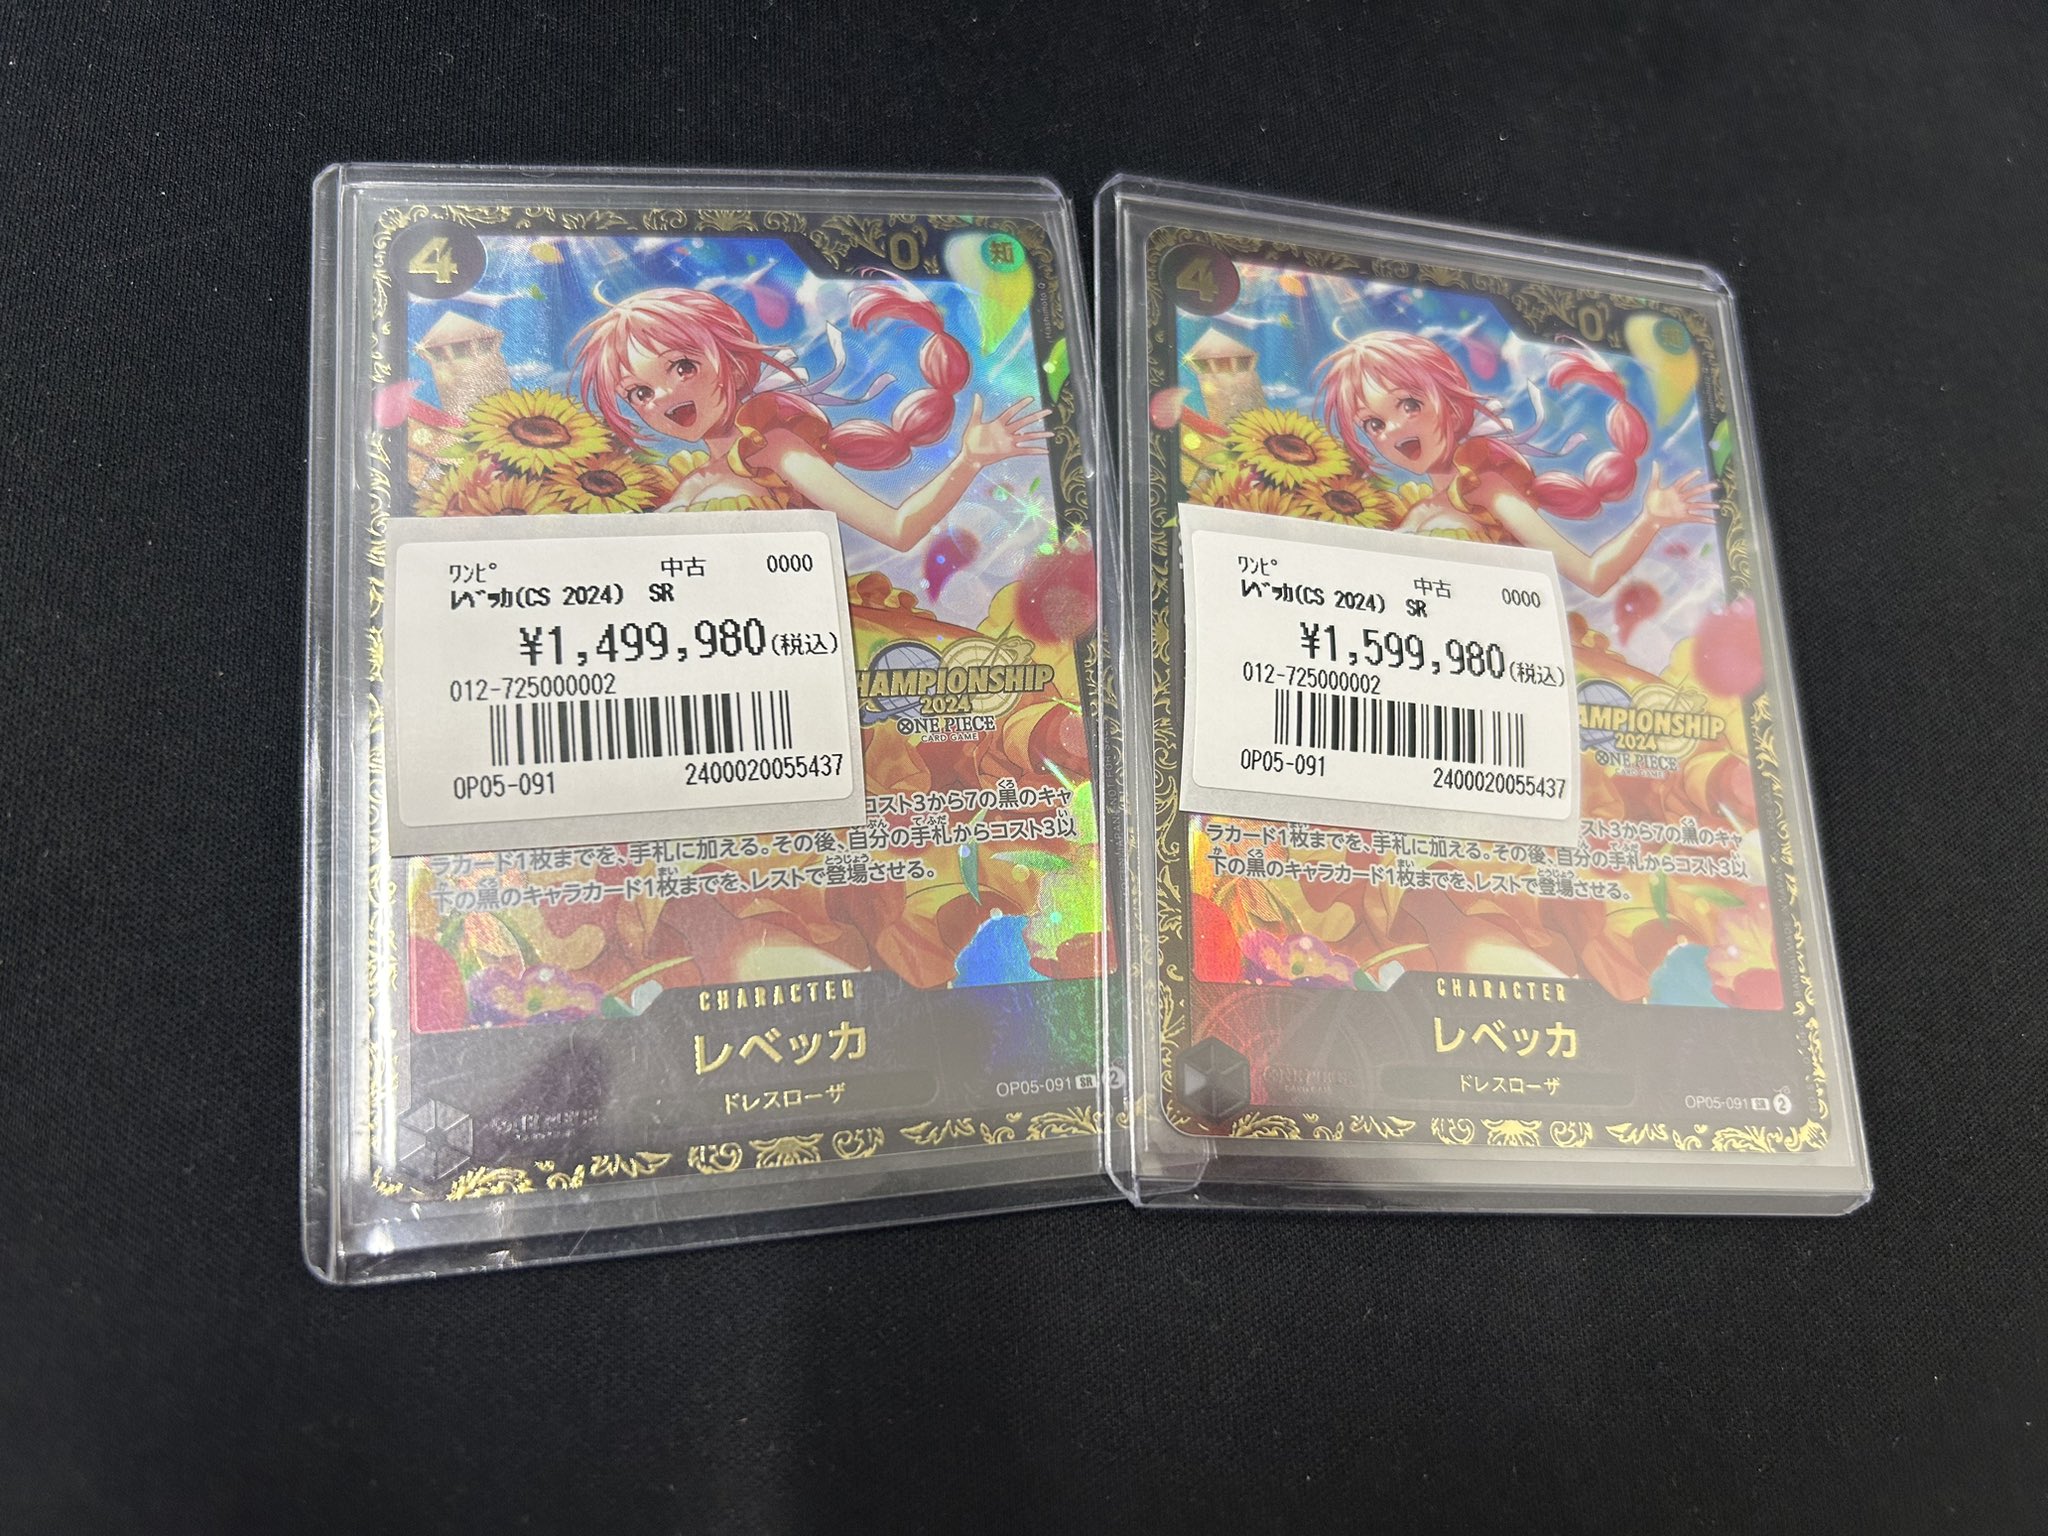 4
0
知
Hashimoto Q
ワンピ 中古 0000
レベッカ(CS 2024) SR
¥1,499,980(税込)
012-725000002
OP05-091 2400020055437
HAMPIONSHIP
2024
ONE PIECE
CARD GAME
コスト3から7の黒のキャ
ラカード1枚までを、手札に加える。その後、自分の手札からコスト3以
下の黒のキャラカード1枚までを、レストで登場させる。
CHARACTER
レベッカ
ドレスローザ
OP05-091 SR 2
4
0
知
ワンピ 中古 0000
レベッカ(CS 2024) SR
¥1,599,980(税込)
012-725000002
OP05-091 2400020055437
AMPIONSHIP
2024
ONE PIECE
CARD GAME
スト3から7の黒のキャ
ラカード1枚までを、手札に加える。その後、自分の手札からコスト3以
下の黒のキャラカード1枚までを、レストで登場させる。
CHARACTER
レベッカ
ドレスローザ
OP05-091 SR 2